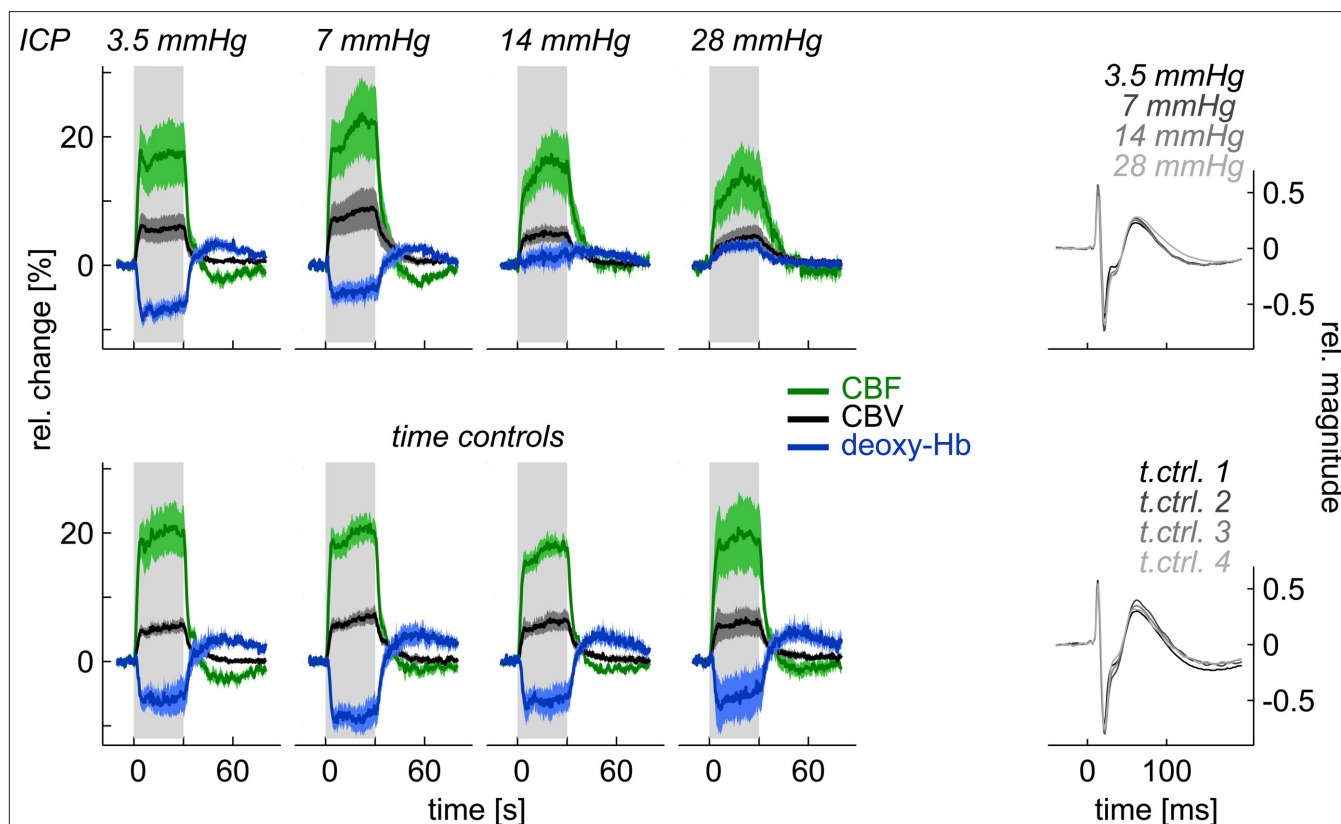 ICP 3.5 mmHg 7 mmHg 14 mmHg 28 mmHg
3.5 mmHg
7 mmHg
14 mmHg
28 mmHg
20
0
rel. change [%]
0.5
0
-0.5
rel. magnitude
CBF
CBV
deoxy-Hb
time controls
t.ctrl. 1
t.ctrl. 2
t.ctrl. 3
t.ctrl. 4
20
0
0.5
0
-0.5
0 60 0 60 0 60 0 60 0 100
time [s] time [s] time [ms]